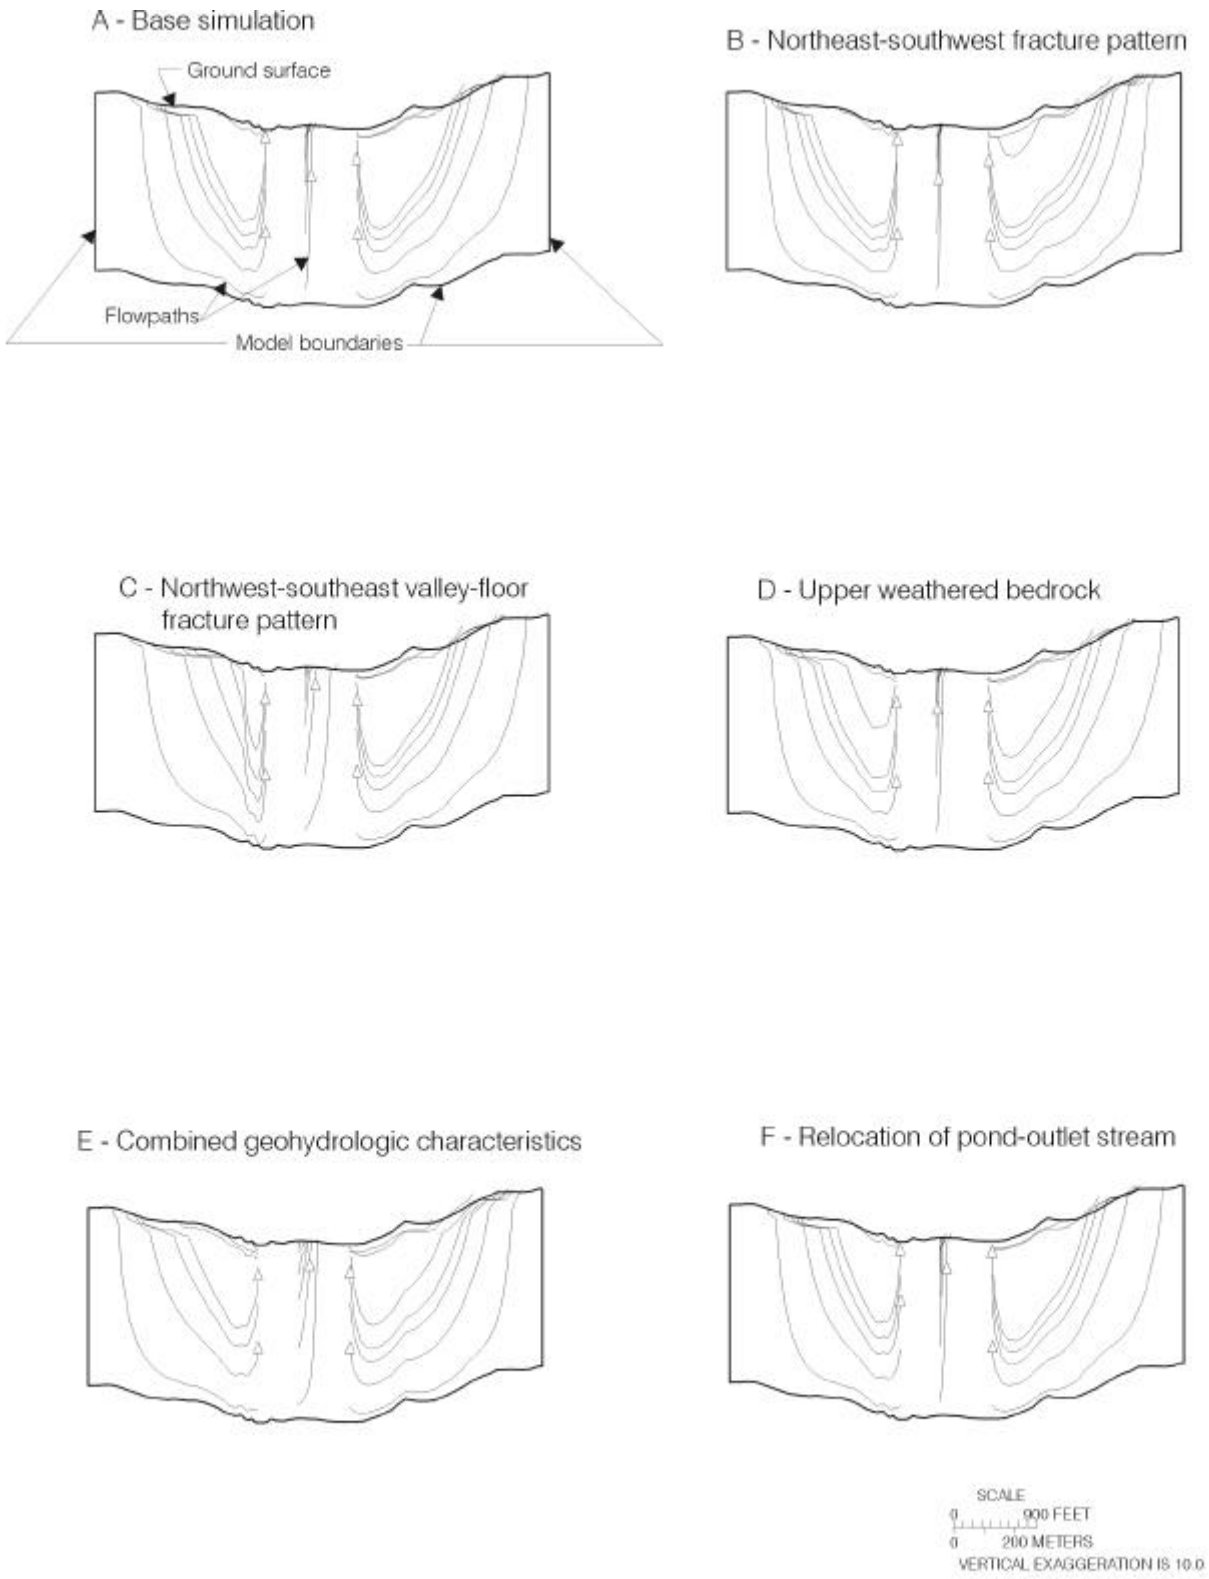 A - Base simulation
B - Northeast-southwest fracture pattern
Ground surface
Flowpaths
Model boundaries
C - Northwest-southeast valley-floor
fracture pattern
D - Upper weathered bedrock
E - Combined geohydrologic characteristics
F - Relocation of pond-outlet stream
SCALE
0 900 FEET
0 200 METERS
VERTICAL EXAGGERATION IS 10.0